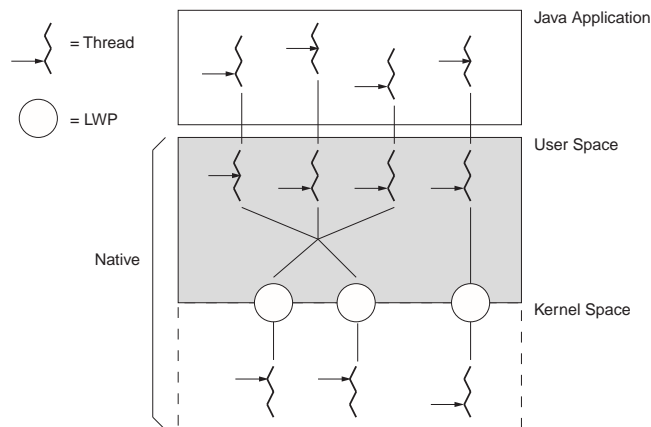 Java Application
= Thread
= LWP
User Space
Native
Kernel Space